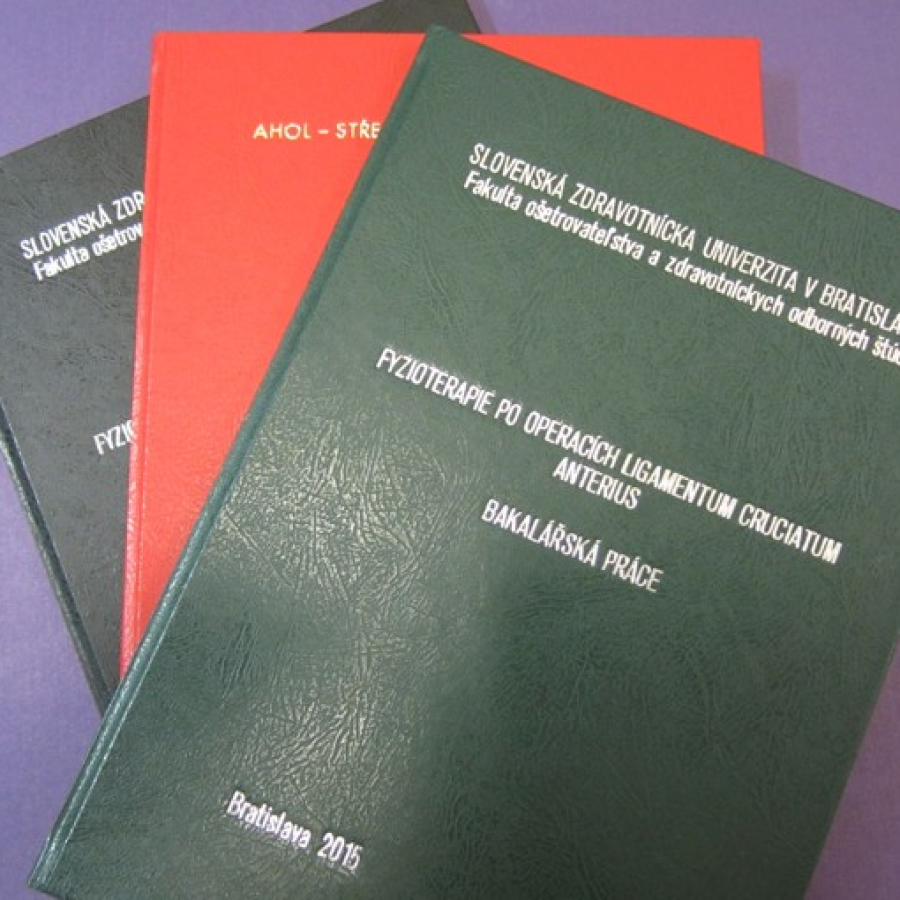 SLOVENSKÁ ZDR
Fakulta ošetrov
FYZIO
AHOL – STŘE
SLOVENSKÁ ZDRAVOTNÍCKA UNIVERZITA V BRATISLA
Fakulta ošetrovateľstva a zdravotníckych odborných štúd
FYZIOTERAPIE PO OPERACÍCH LIGAMENTUM CRUCIATUM
ANTERIUS
BAKALÁŘSKÁ PRÁCE
Bratislava 2015